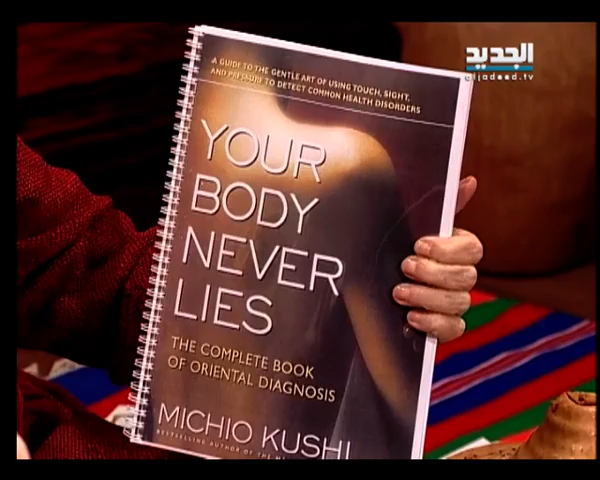 الجديد
aljadeed.tv
A GUIDE TO THE GENTLE ART OF USING TOUCH, SIGHT,
AND PRESSURE TO DETECT COMMON HEALTH DISORDERS
YOUR
BODY
NEVER
LIES
THE COMPLETE BOOK
OF ORIENTAL DIAGNOSIS
MICHIO KUSHI
BESTSELLING AUTHOR OF THE